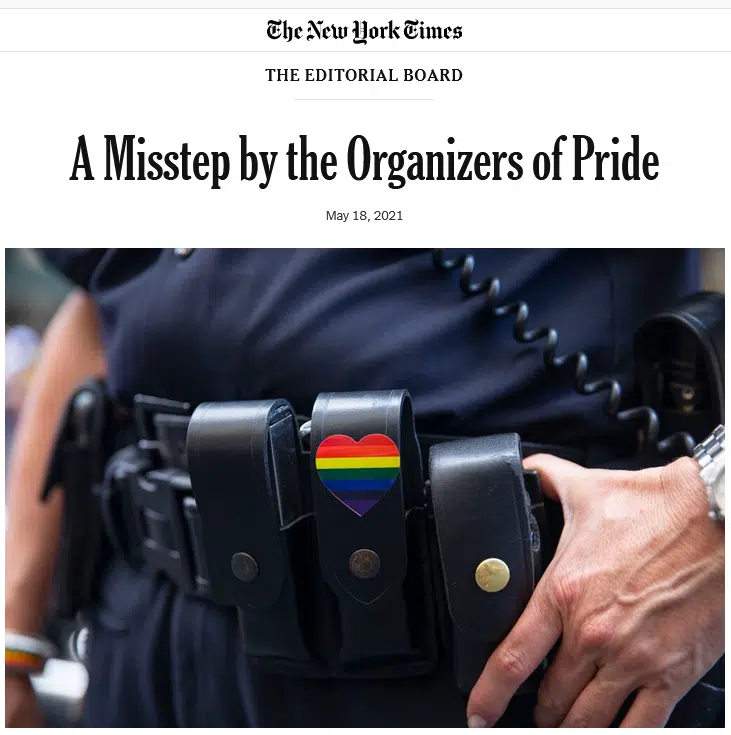 The New York Times
THE EDITORIAL BOARD
A Misstep by the Organizers of Pride
May 18, 2021